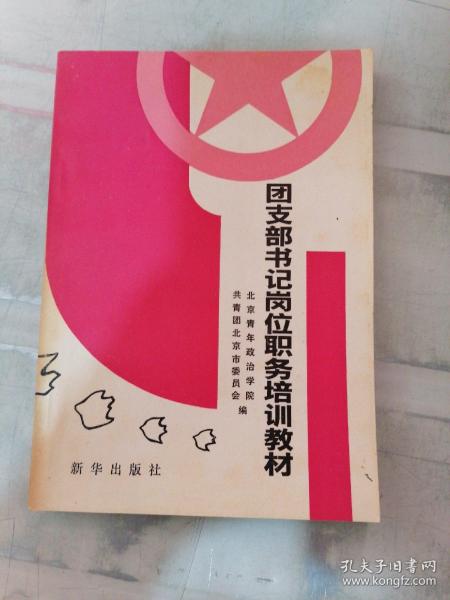 团支部书记岗位职务培训教材
北京青年政治学院
共青团北京市委员会
编
新华出版社
孔夫子旧书网
www.kongfz.com